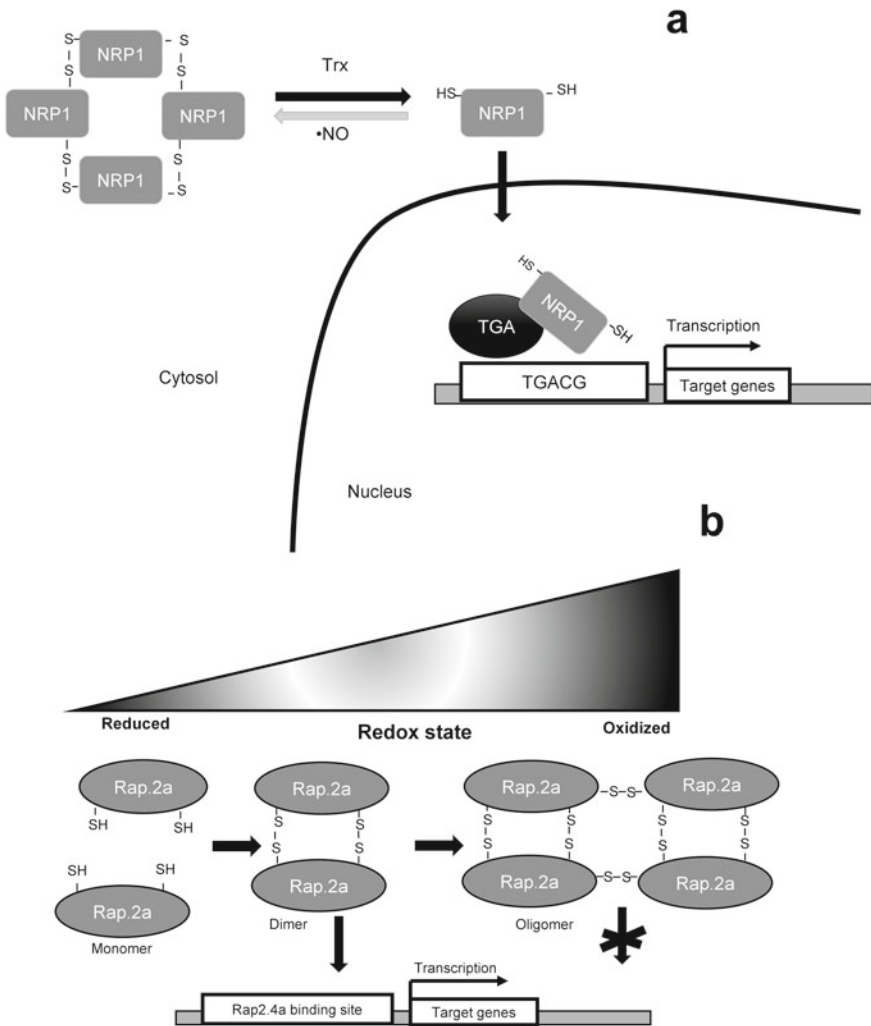 a
S
S
NRP1
S
S
NRP1
NRP1
S
S
NRP1
S
S
Trx
•NO
HS
SH
NRP1
Cytosol
Nucleus
HS
TGA
NRP1
SH
TGACG
Transcription
Target genes
b
Reduced
Redox state
Oxidized
Rap.2a
SH
SH
SH
SH
Rap.2a
Monomer
Rap.2a
S
S
S
S
Rap.2a
Dimer
Rap.2a
S-S
Rap.2a
S
S
S
S
S
S
S
S
Rap.2a
S-S
Rap.2a
Oligomer
Transcription
Rap2.4a binding site
Target genes